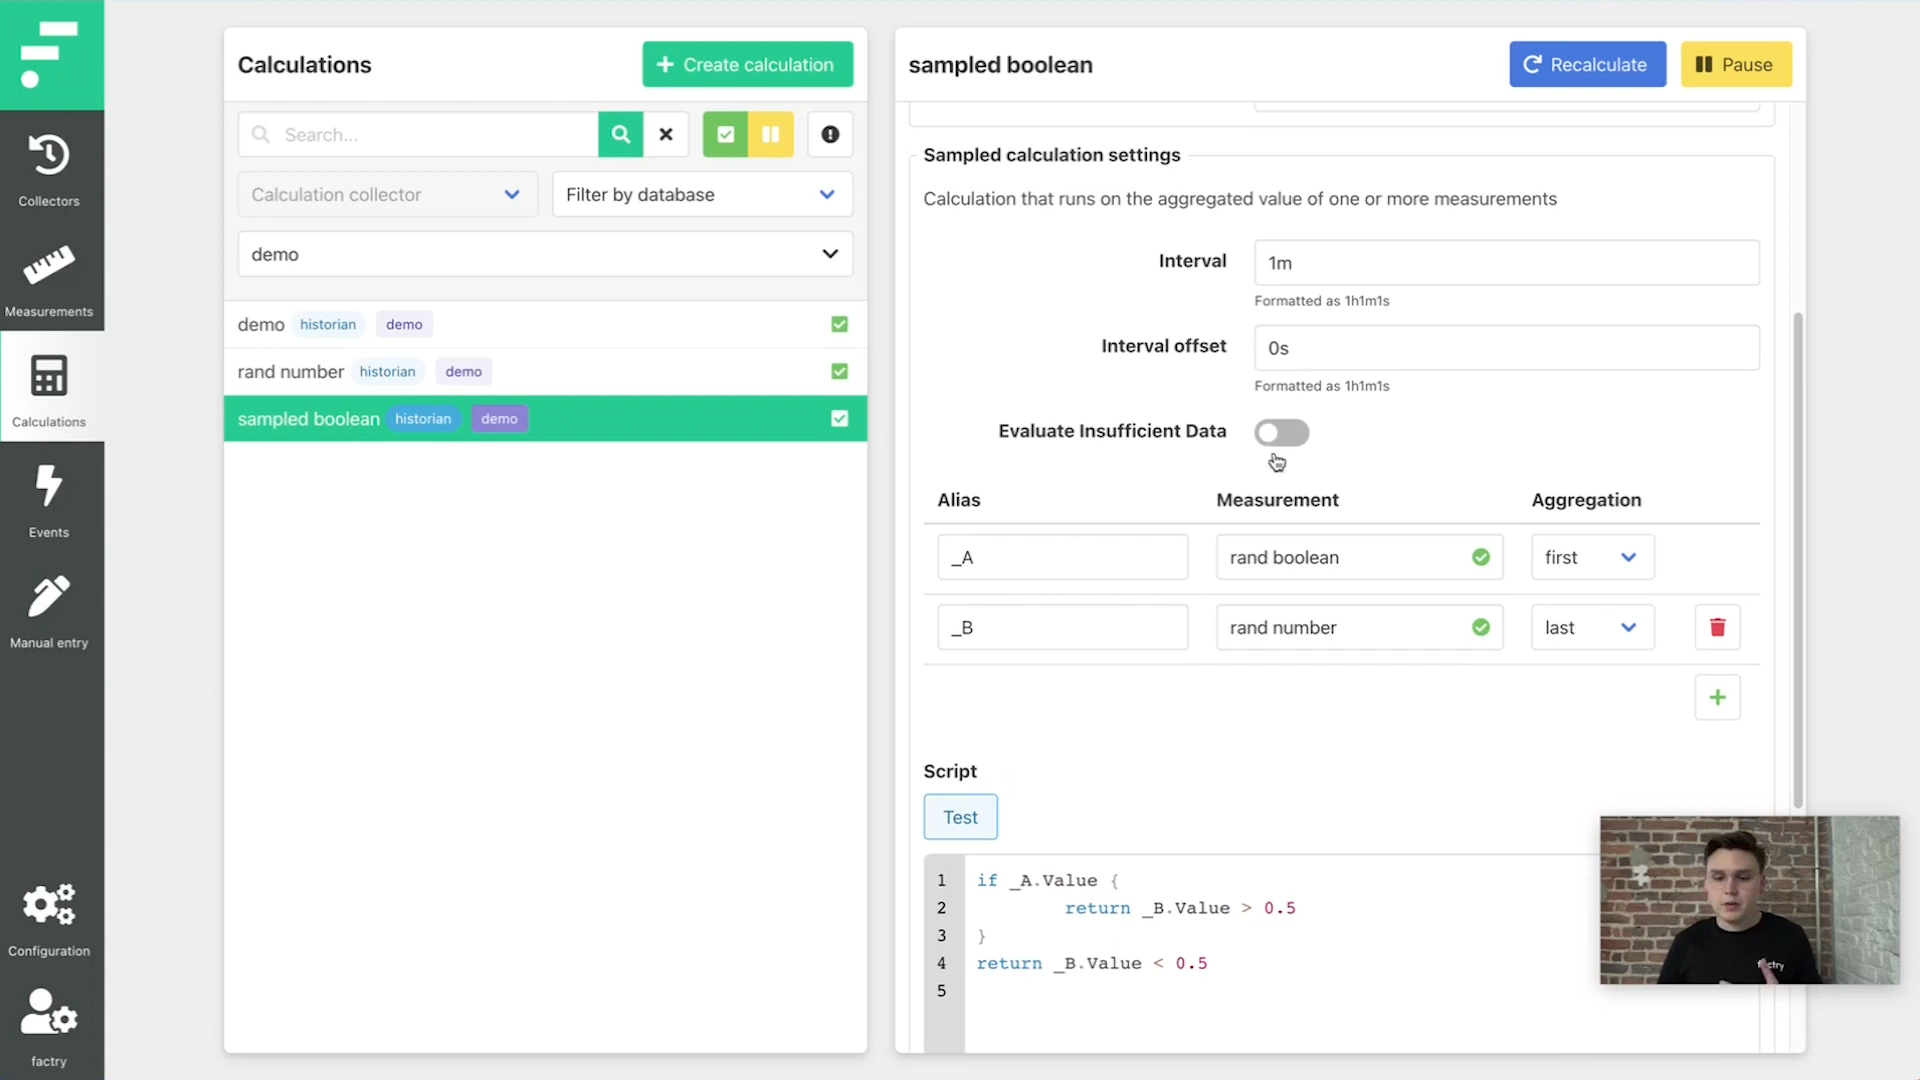 Collectors
Measurements
Calculations
Events
Manual entry
Configuration
factry
Calculations
Create calculation
Search...
Calculation collector
Filter by database
demo
demo historian demo
rand number historian demo
sampled boolean historian demo
sampled boolean
Recalculate
Pause
Sampled calculation settings
Calculation that runs on the aggregated value of one or more measurements
Interval
1m
Formatted as 1h1m1s
Interval offset
0s
Formatted as 1h1m1s
Evaluate Insufficient Data
Alias Measurement Aggregation
_A rand boolean first
_B rand number last
Script
Test
1 if _A.Value {
2 return _B.Value > 0.5
3 }
4 return _B.Value < 0.5
5